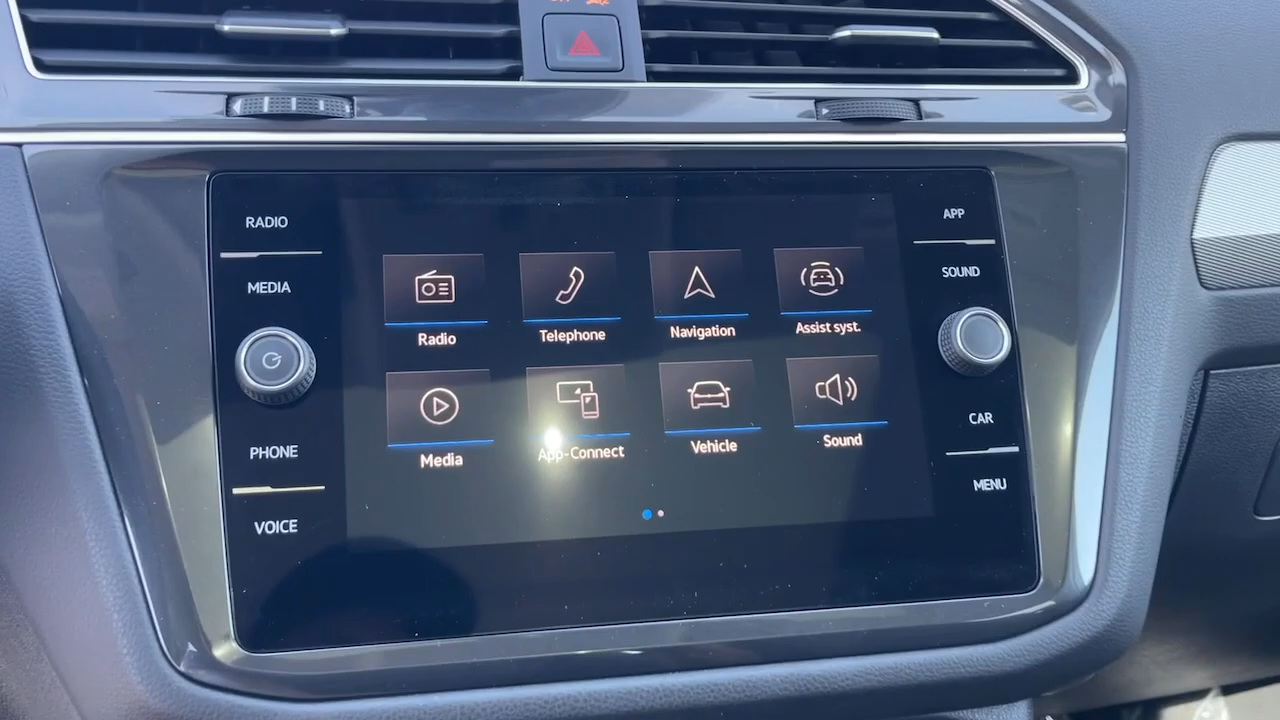 RADIO
MEDIA
PHONE
VOICE
Radio
Telephone
Navigation
Assist syst.
Media
App-Connect
Vehicle
Sound
APP
SOUND
CAR
MENU